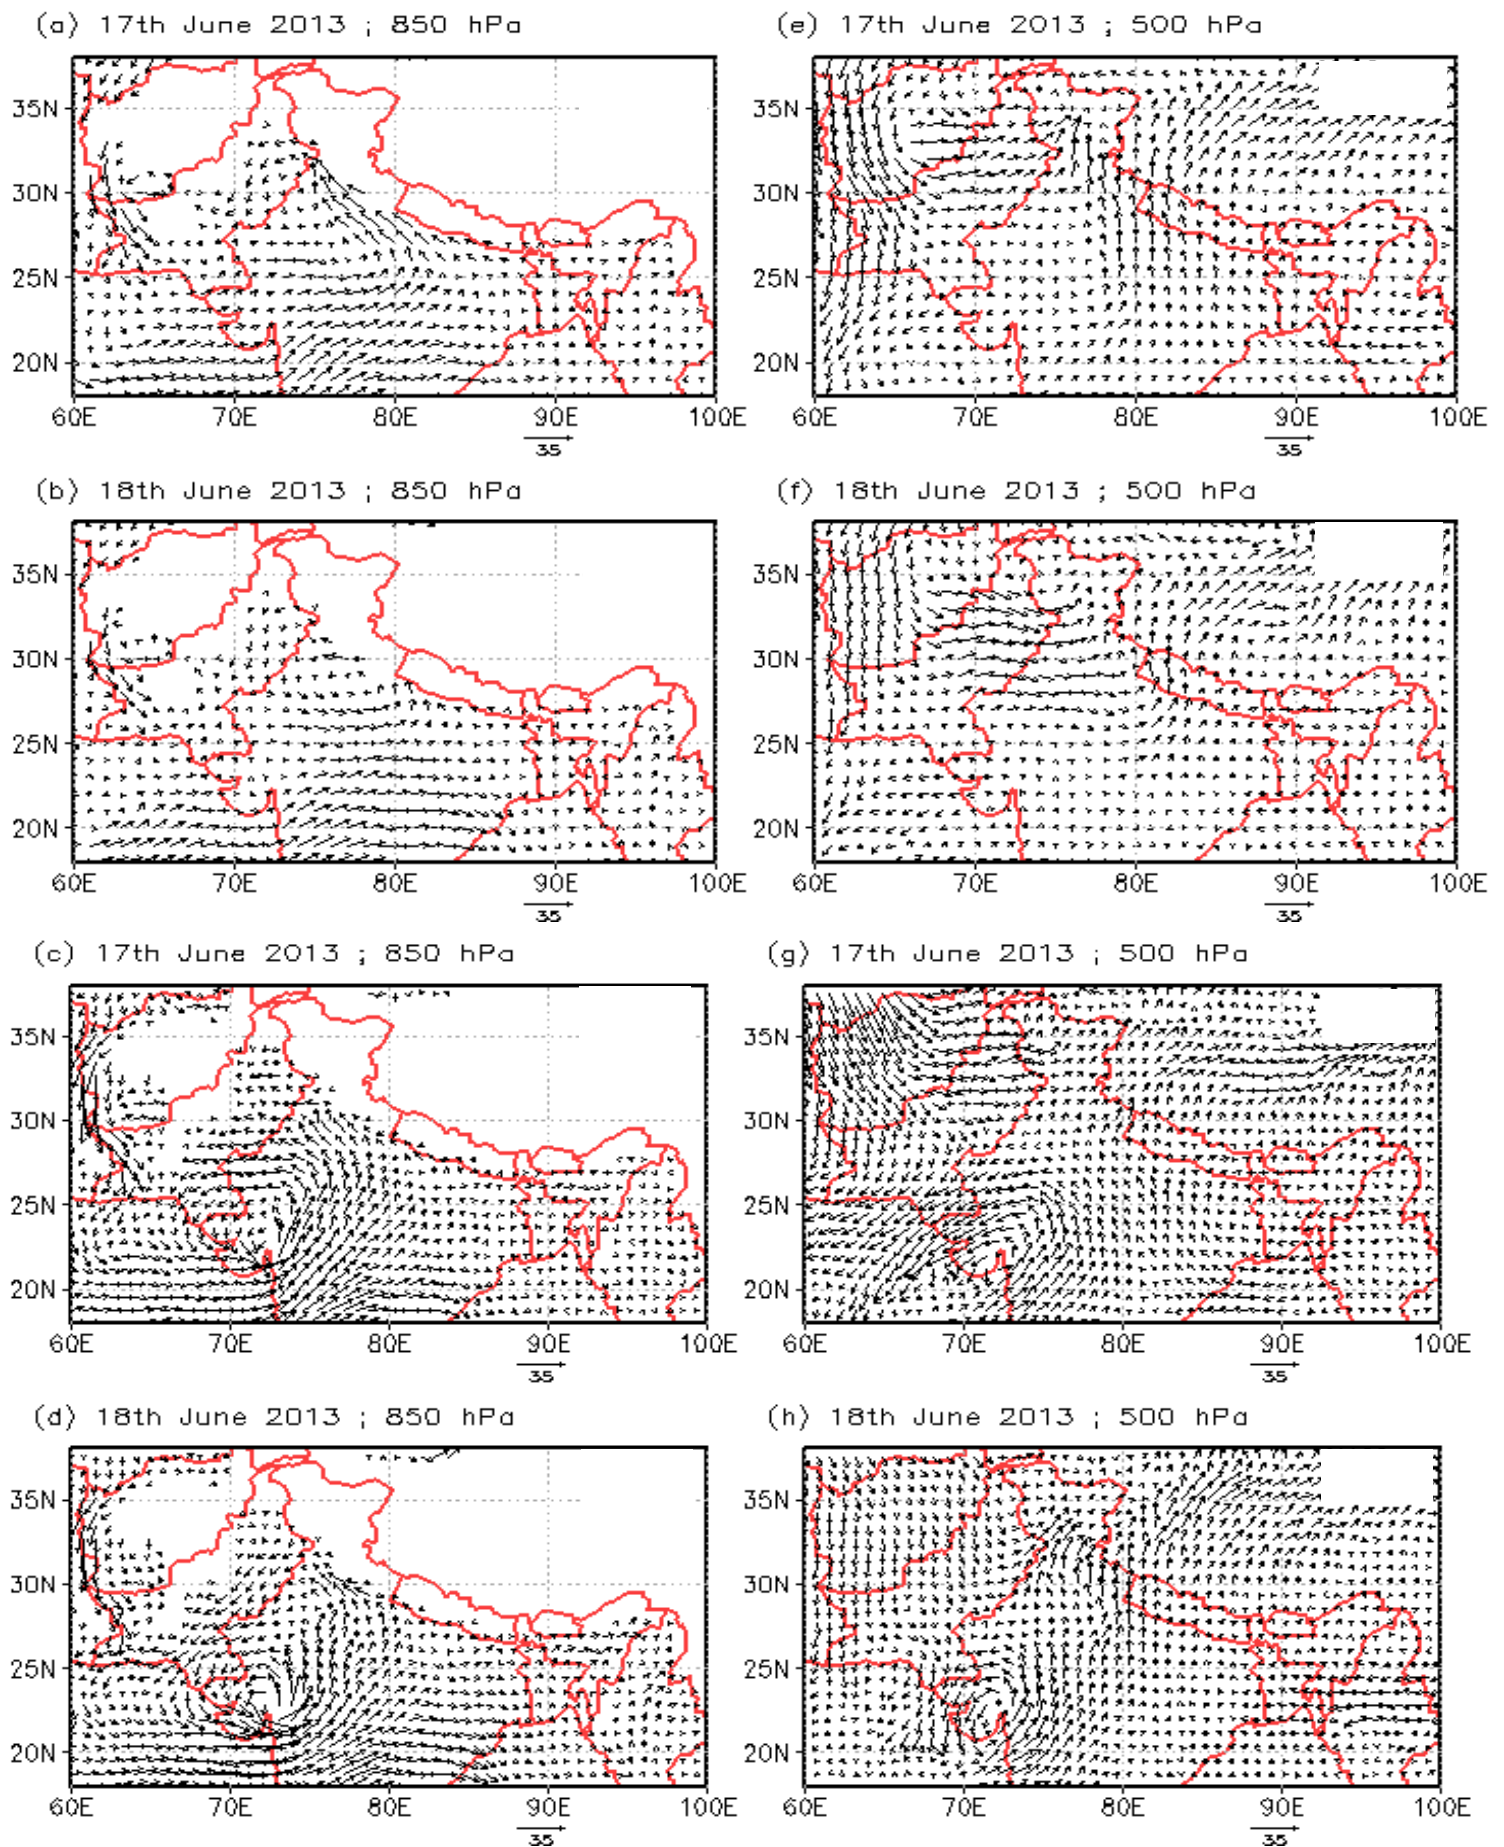 (a) 17th June 2013 ; 850 hPa
35N
30N
25N
20N
60E 70E 80E 90E 100E
35
(e) 17th June 2013 ; 500 hPa
35N
30N
25N
20N
60E 70E 80E 90E 100E
35
(b) 18th June 2013 ; 850 hPa
35N
30N
25N
20N
60E 70E 80E 90E 100E
35
(f) 18th June 2013 ; 500 hPa
35N
30N
25N
20N
60E 70E 80E 90E 100E
35
(c) 17th June 2013 ; 850 hPa
35N
30N
25N
20N
60E 70E 80E 90E 100E
35
(g) 17th June 2013 ; 500 hPa
35N
30N
25N
20N
60E 70E 80E 90E 100E
35
(d) 18th June 2013 ; 850 hPa
35N
30N
25N
20N
60E 70E 80E 90E 100E
35
(h) 18th June 2013 ; 500 hPa
35N
30N
25N
20N
60E 70E 80E 90E 100E
35